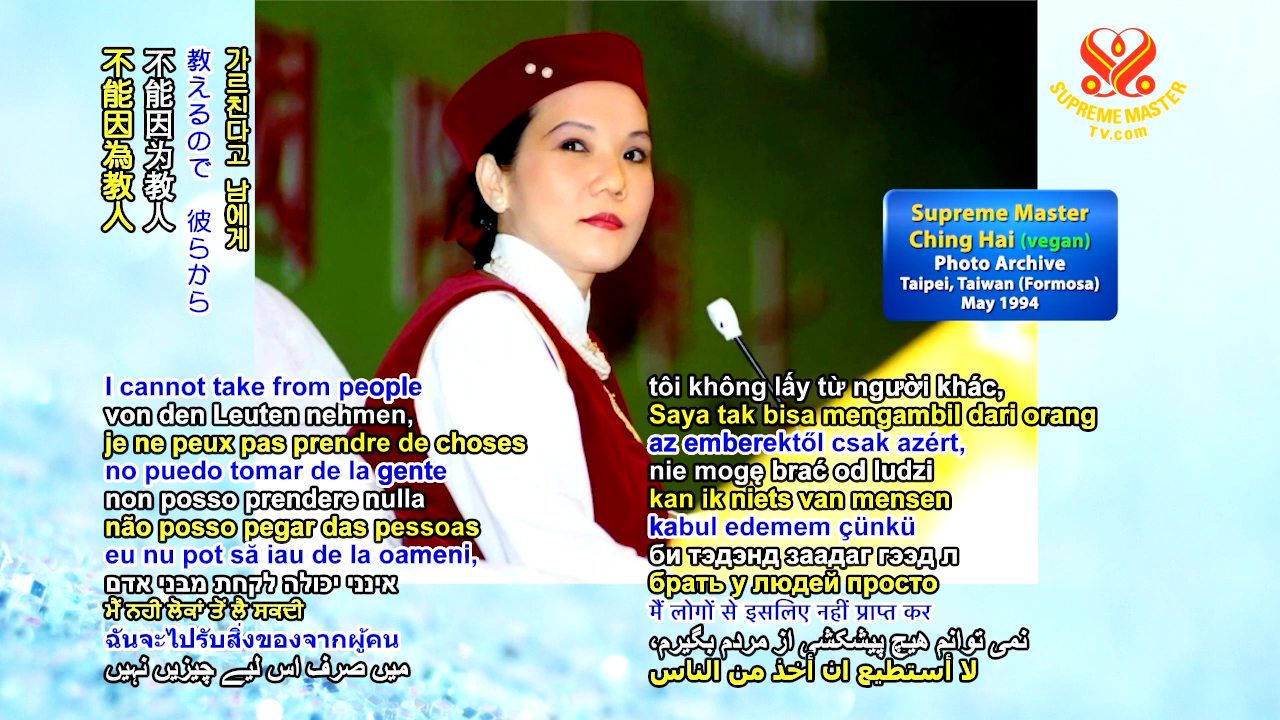 不能因為教人
不能因为教人
教えるので 彼らから
가르친다고 남에게
SUPREME MASTER
TV.com
Supreme Master
Ching Hai (vegan)
Photo Archive
Taipei, Taiwan (Formosa)
May 1994
I cannot take from people
von den Leuten nehmen,
je ne peux pas prendre de choses
no puedo tomar de la gente
non posso prendere nulla
não posso pegar das pessoas
eu nu pot să iau de la oameni,
אינני יכולה לקחת מבני אדם
ਮੈਂ ਨਹੀ ਲੋਕਾਂ ਤੋਂ ਲੈ ਸਕਦੀ
ฉันจะไปรับสิ่งของจากผู้คน
میں صرف اس لیے چیزیں نہیں
tôi không lấy từ người khác,
Saya tak bisa mengambil dari orang
az emberektől csak azért,
nie mogę brać od ludzi
kan ik niets van mensen
kabul edemem çünkü
би тэдэнд заадаг гээд л
брать у людей просто
मैं लोगों से इसलिए नहीं प्राप्त कर
نمی توانم هیچ پیشکشی از مردم بگیرم،
لا أستطيع ان أخذ من الناس